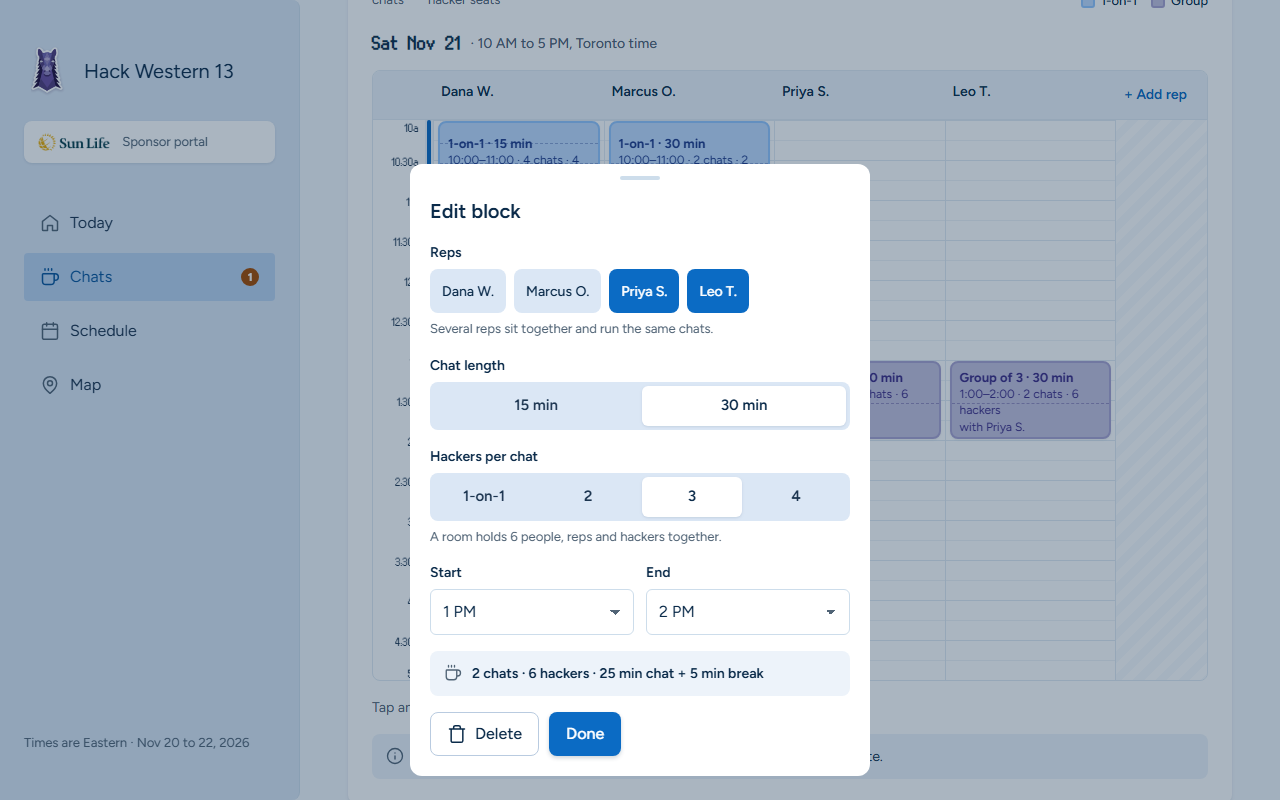 chats hacker seats
1-on-1 Group
Sat Nov 21 · 10 AM to 5 PM, Toronto time
Hack Western 13
Dana W. Marcus O. Priya S. Leo T. + Add rep
Sun Life Sponsor portal
10a
1-on-1 · 15 min 1-on-1 · 30 min
10:00–11:00 · 4 chats · 4 10:00–11:00 · 2 chats · 2
10.30a
Edit block
Today
Reps
Chats 1
Dana W. Marcus O. Priya S. Leo T.
12.30
Several reps sit together and run the same chats.
Schedule
Chat length
Map
0 min Group of 3 · 30 min
hats · 6 1:00–2:00 · 2 chats · 6
hackers
with Priya S.
15 min 30 min
1:30
Hackers per chat
2.30
1-on-1 2 3 4
A room holds 6 people, reps and hackers together.
3.30
Start End
1 PM 2 PM
4.30
2 chats · 6 hackers · 25 min chat + 5 min break
Tap
Delete Done
Times are Eastern · Nov 20 to 22, 2026
te.